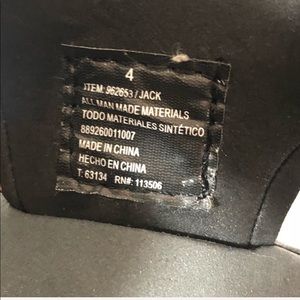 4
ITEM: 962653 / JACK
ALL MAN MADE MATERIALS
TODO MATERIALES SINTÉTICO
889260011007
MADE IN CHINA
HECHO EN CHINA
T: 63134 RN#: 113506